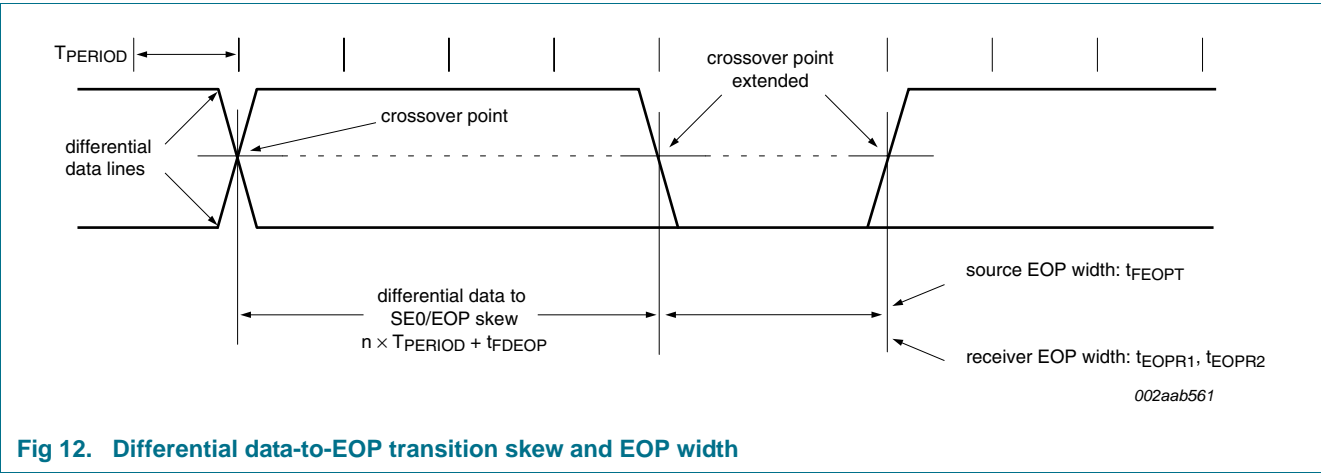 TPERIOD
crossover point
extended
crossover point
differential
data lines
source EOP width: tFEOPT
differential data to
SE0/EOP skew
n × TPERIOD + tFDEOP
receiver EOP width: tEOPR1, tEOPR2
002aab561
Fig 12. Differential data-to-EOP transition skew and EOP width